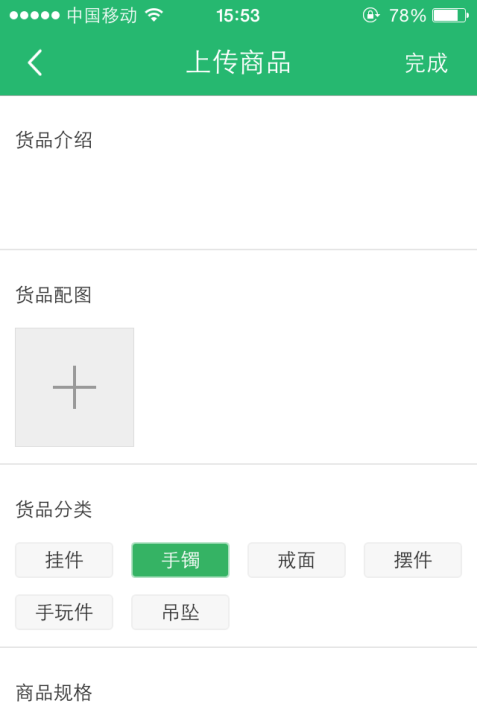 中国移动 15:53 78%
上传商品 完成
货品介绍
货品配图
货品分类
挂件 手镯 戒面 摆件
手玩件 吊坠
商品规格